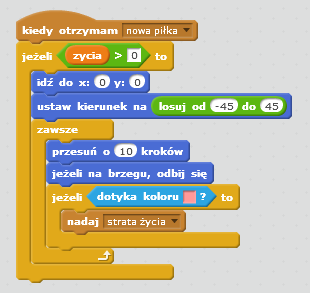 kiedy otrzymam nowa piłka
jeżeli życia > 0 to
idź do x: 0 y: 0
ustaw kierunek na losuj od -45 do 45
zawsze
przesuń o 10 kroków
jeżeli na brzegu, odbij się
jeżeli dotyka koloru ? to
nadaj strata życia